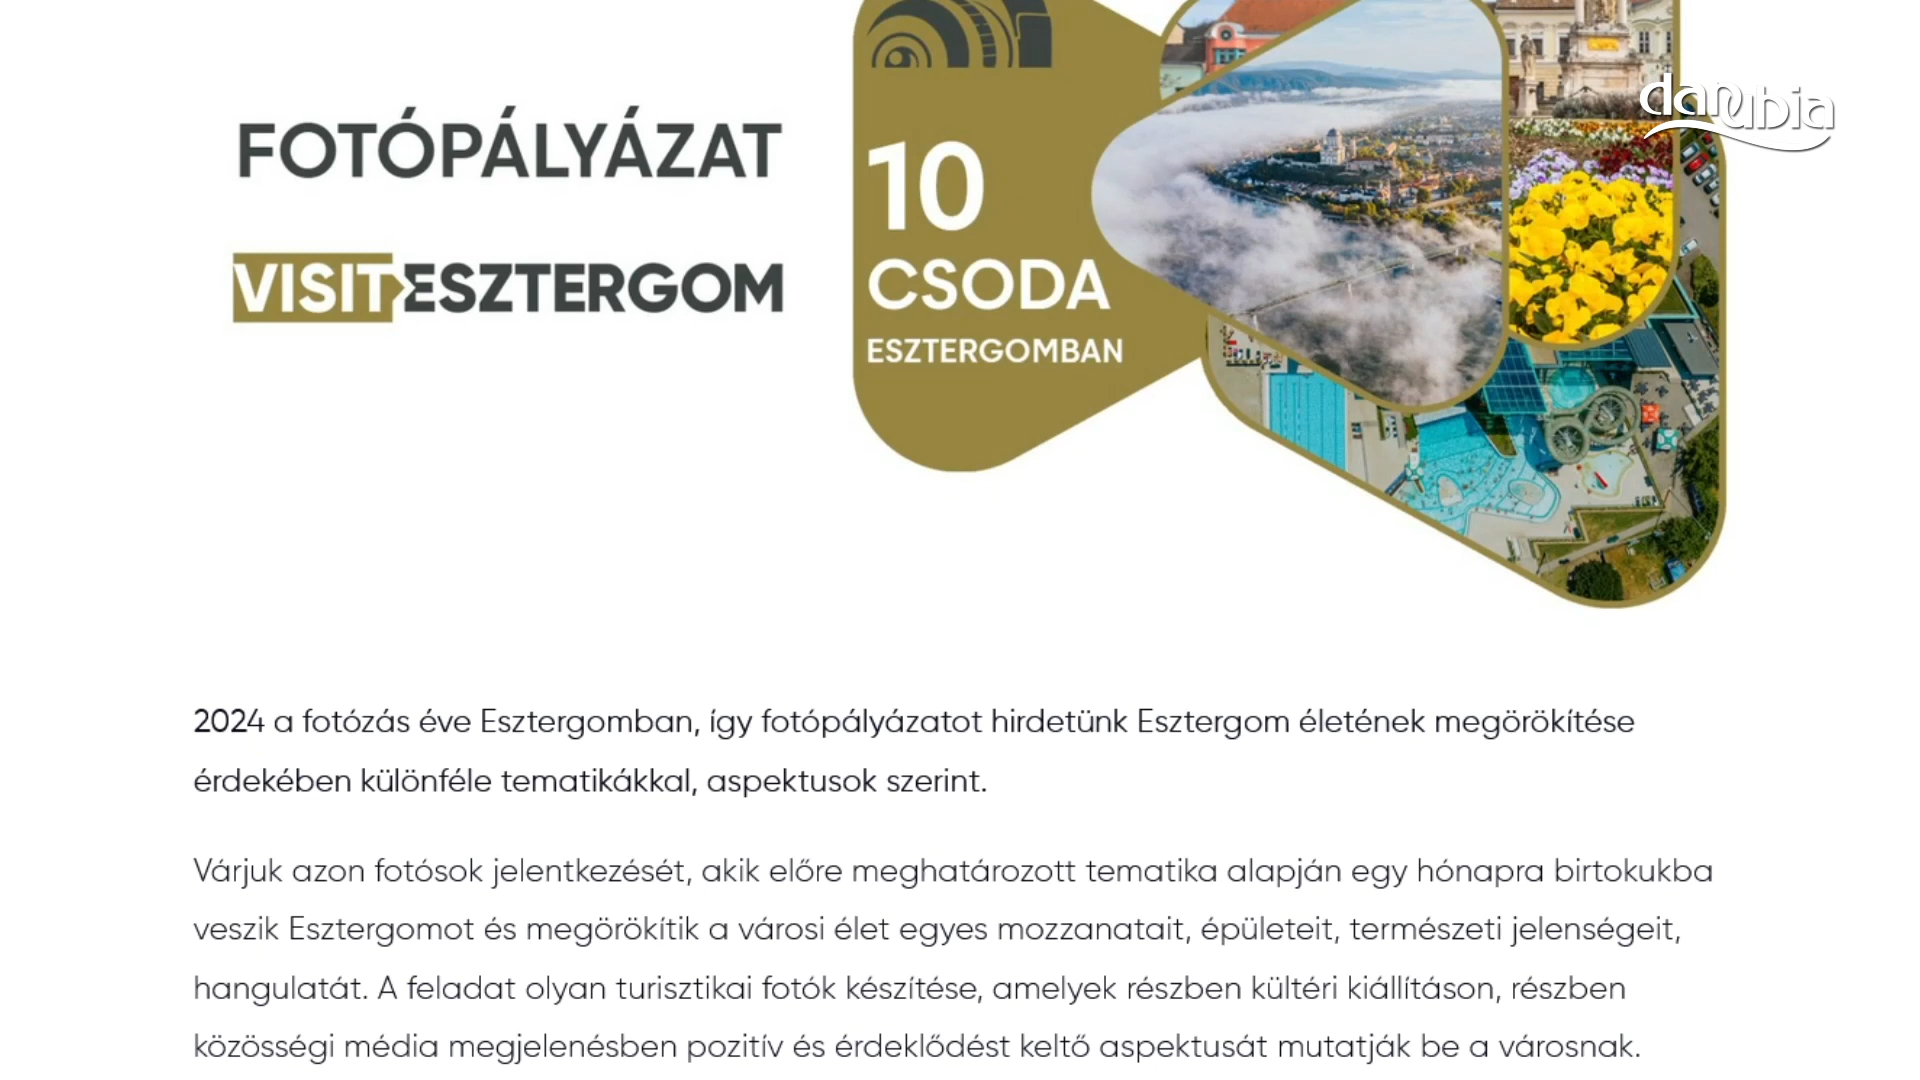 danubia
FOTÓPÁLYÁZAT
VISIT ESZTERGOM
10
CSODA
ESZTERGOMBAN
2024 a fotózás éve Esztergomban, így fotópályázatot hirdetünk Esztergom életének megörökítése
érdekében különféle tematikákkal, aspektusok szerint.
Várjuk azon fotósok jelentkezését, akik előre meghatározott tematika alapján egy hónapra birtokukba
veszik Esztergomot és megörökítik a városi élet egyes mozzanatait, épületeit, természeti jelenségeit,
hangulatát. A feladat olyan turisztikai fotók készítése, amelyek részben kültéri kiállításon, részben
közösségi média megjelenésben pozitív és érdeklődést keltő aspektusát mutatják be a városnak.